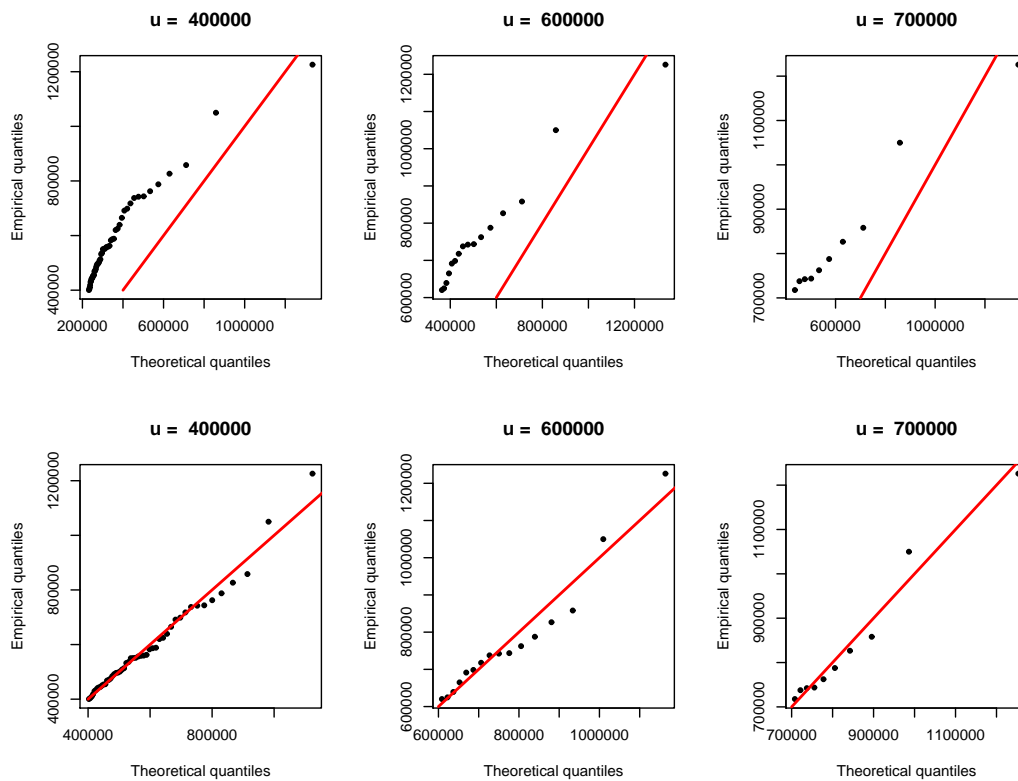 u =  400000
Empirical quantiles
400000 800000 1200000
200000 600000 1000000
Theoretical quantiles
u =  600000
Empirical quantiles
600000 800000 1000000 1200000
400000 800000 1200000
Theoretical quantiles
u =  700000
Empirical quantiles
700000 900000 1100000
600000 1000000
Theoretical quantiles
u =  400000
Empirical quantiles
400000 800000 1200000
400000 800000
Theoretical quantiles
u =  600000
Empirical quantiles
600000 800000 1000000 1200000
600000 800000 1000000
Theoretical quantiles
u =  700000
Empirical quantiles
700000 900000 1100000
700000 900000 1100000
Theoretical quantiles